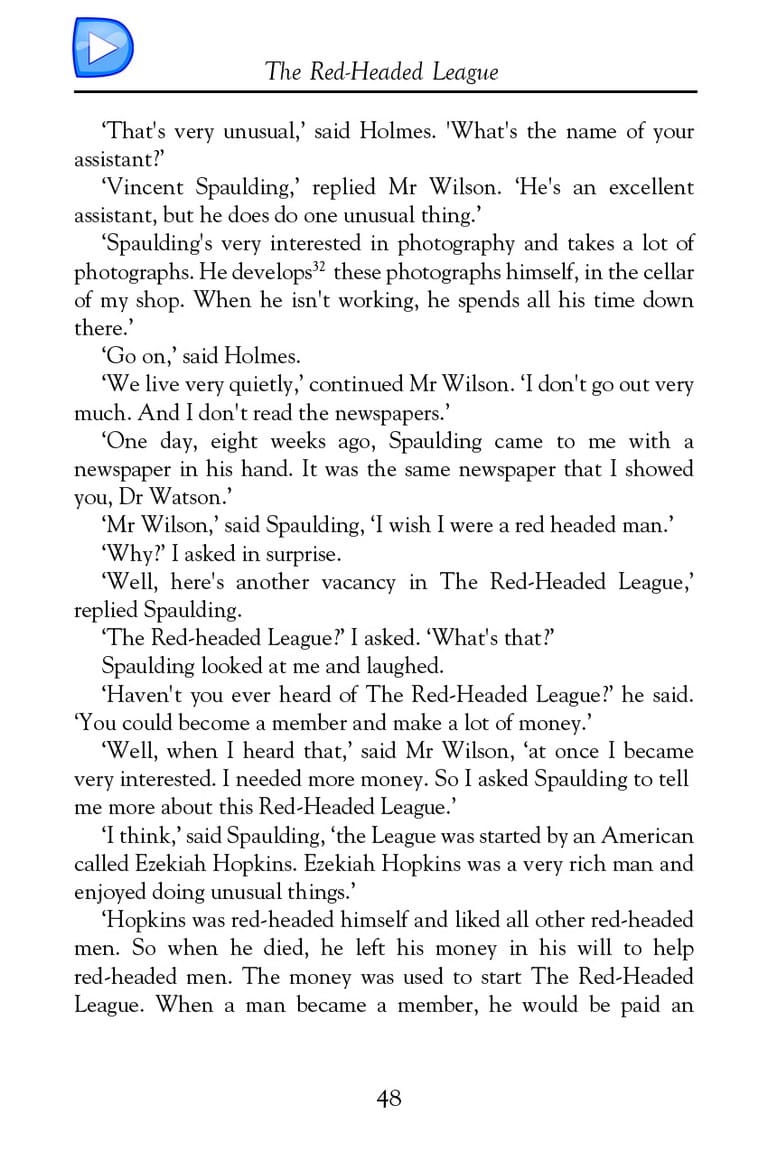 The Red-Headed League
‘That's very unusual,’ said Holmes. 'What's the name of your
assistant?’
‘Vincent Spaulding,’ replied Mr Wilson. ‘He's an excellent
assistant, but he does do one unusual thing.’
‘Spaulding's very interested in photography and takes a lot of
photographs. He develops³² these photographs himself, in the cellar
of my shop. When he isn't working, he spends all his time down
there.’
‘Go on,’ said Holmes.
‘We live very quietly,’ continued Mr Wilson. ‘I don't go out very
much. And I don't read the newspapers.’
‘One day, eight weeks ago, Spaulding came to me with a
newspaper in his hand. It was the same newspaper that I showed
you, Dr Watson.’
‘Mr Wilson,’ said Spaulding, ‘I wish I were a red headed man.’
‘Why?’ I asked in surprise.
‘Well, here's another vacancy in The Red-Headed League,’
replied Spaulding.
‘The Red-headed League?’ I asked. ‘What's that?’
Spaulding looked at me and laughed.
‘Haven't you ever heard of The Red-Headed League?’ he said.
‘You could become a member and make a lot of money.’
‘Well, when I heard that,’ said Mr Wilson, ‘at once I became
very interested. I needed more money. So I asked Spaulding to tell
me more about this Red-Headed League.’
‘I think,’ said Spaulding, ‘the League was started by an American
called Ezekiah Hopkins. Ezekiah Hopkins was a very rich man and
enjoyed doing unusual things.’
‘Hopkins was red-headed himself and liked all other red-headed
men. So when he died, he left his money in his will to help
red-headed men. The money was used to start The Red-Headed
League. When a man became a member, he would be paid an
48